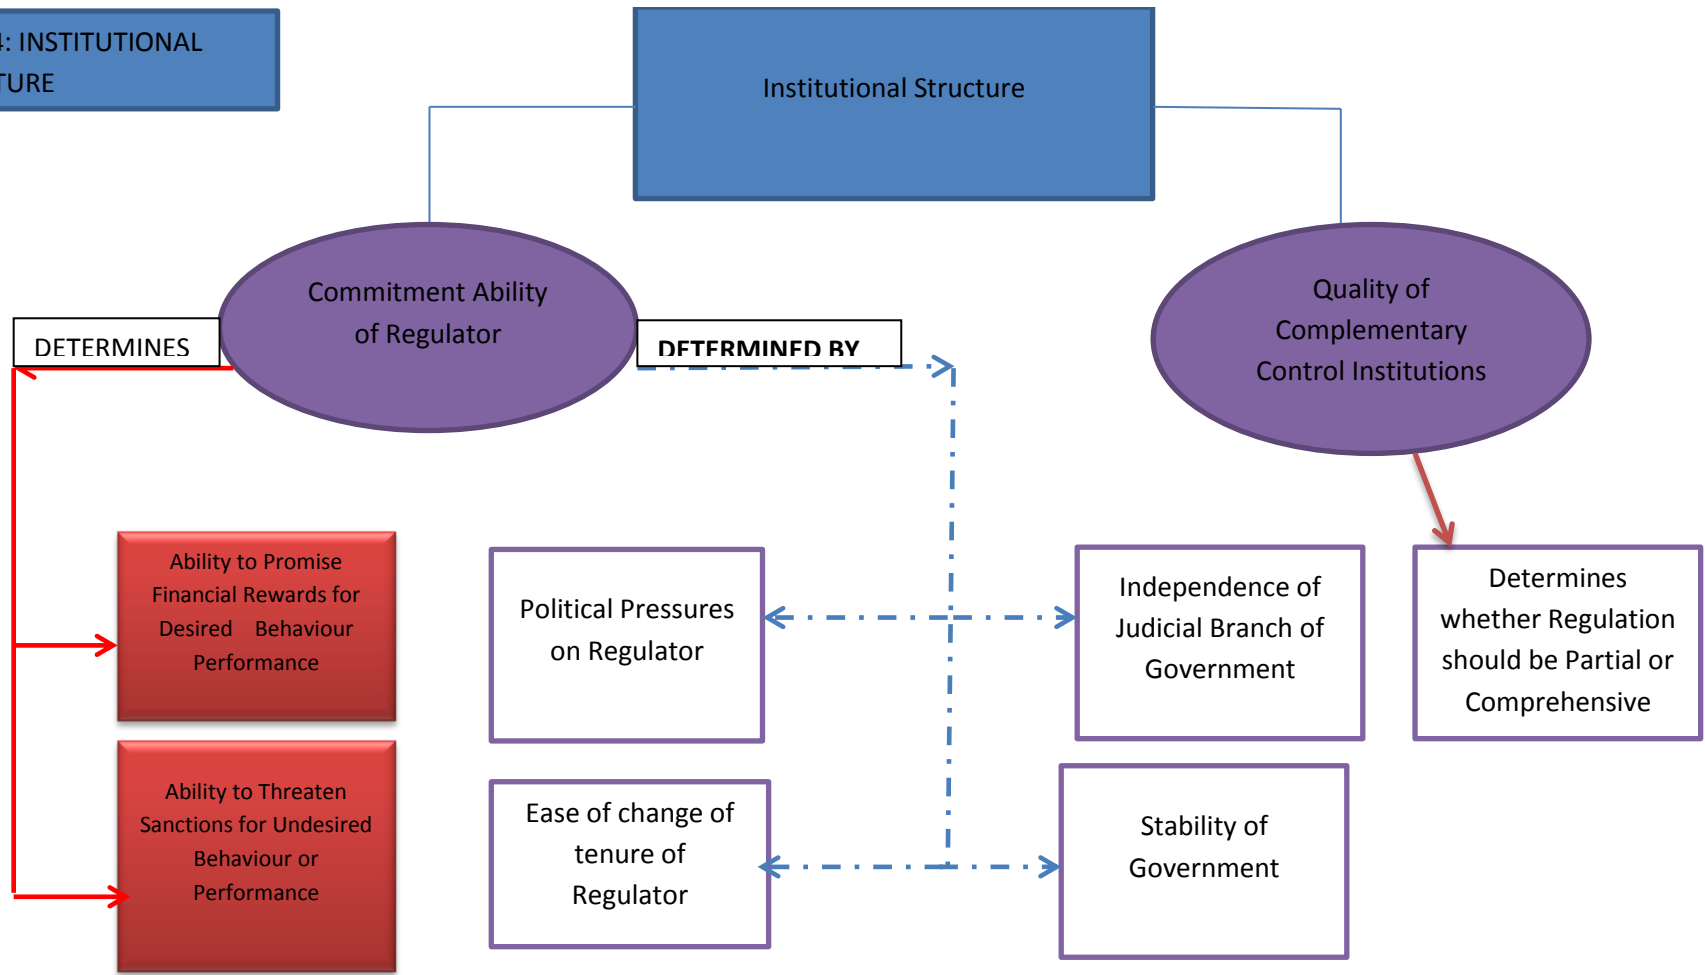 4: INSTITUTIONAL
TURE
Institutional Structure
Commitment Ability
of Regulator
Quality of
Complementary
Control Institutions
DETERMINES
DETERMINED BY
Ability to Promise
Financial Rewards for
Desired Behaviour
Performance
Political Pressures
on Regulator
Independence of
Judicial Branch of
Government
Determines
whether Regulation
should be Partial or
Comprehensive
Ability to Threaten
Sanctions for Undesired
Behaviour or
Performance
Ease of change of
tenure of
Regulator
Stability of
Government